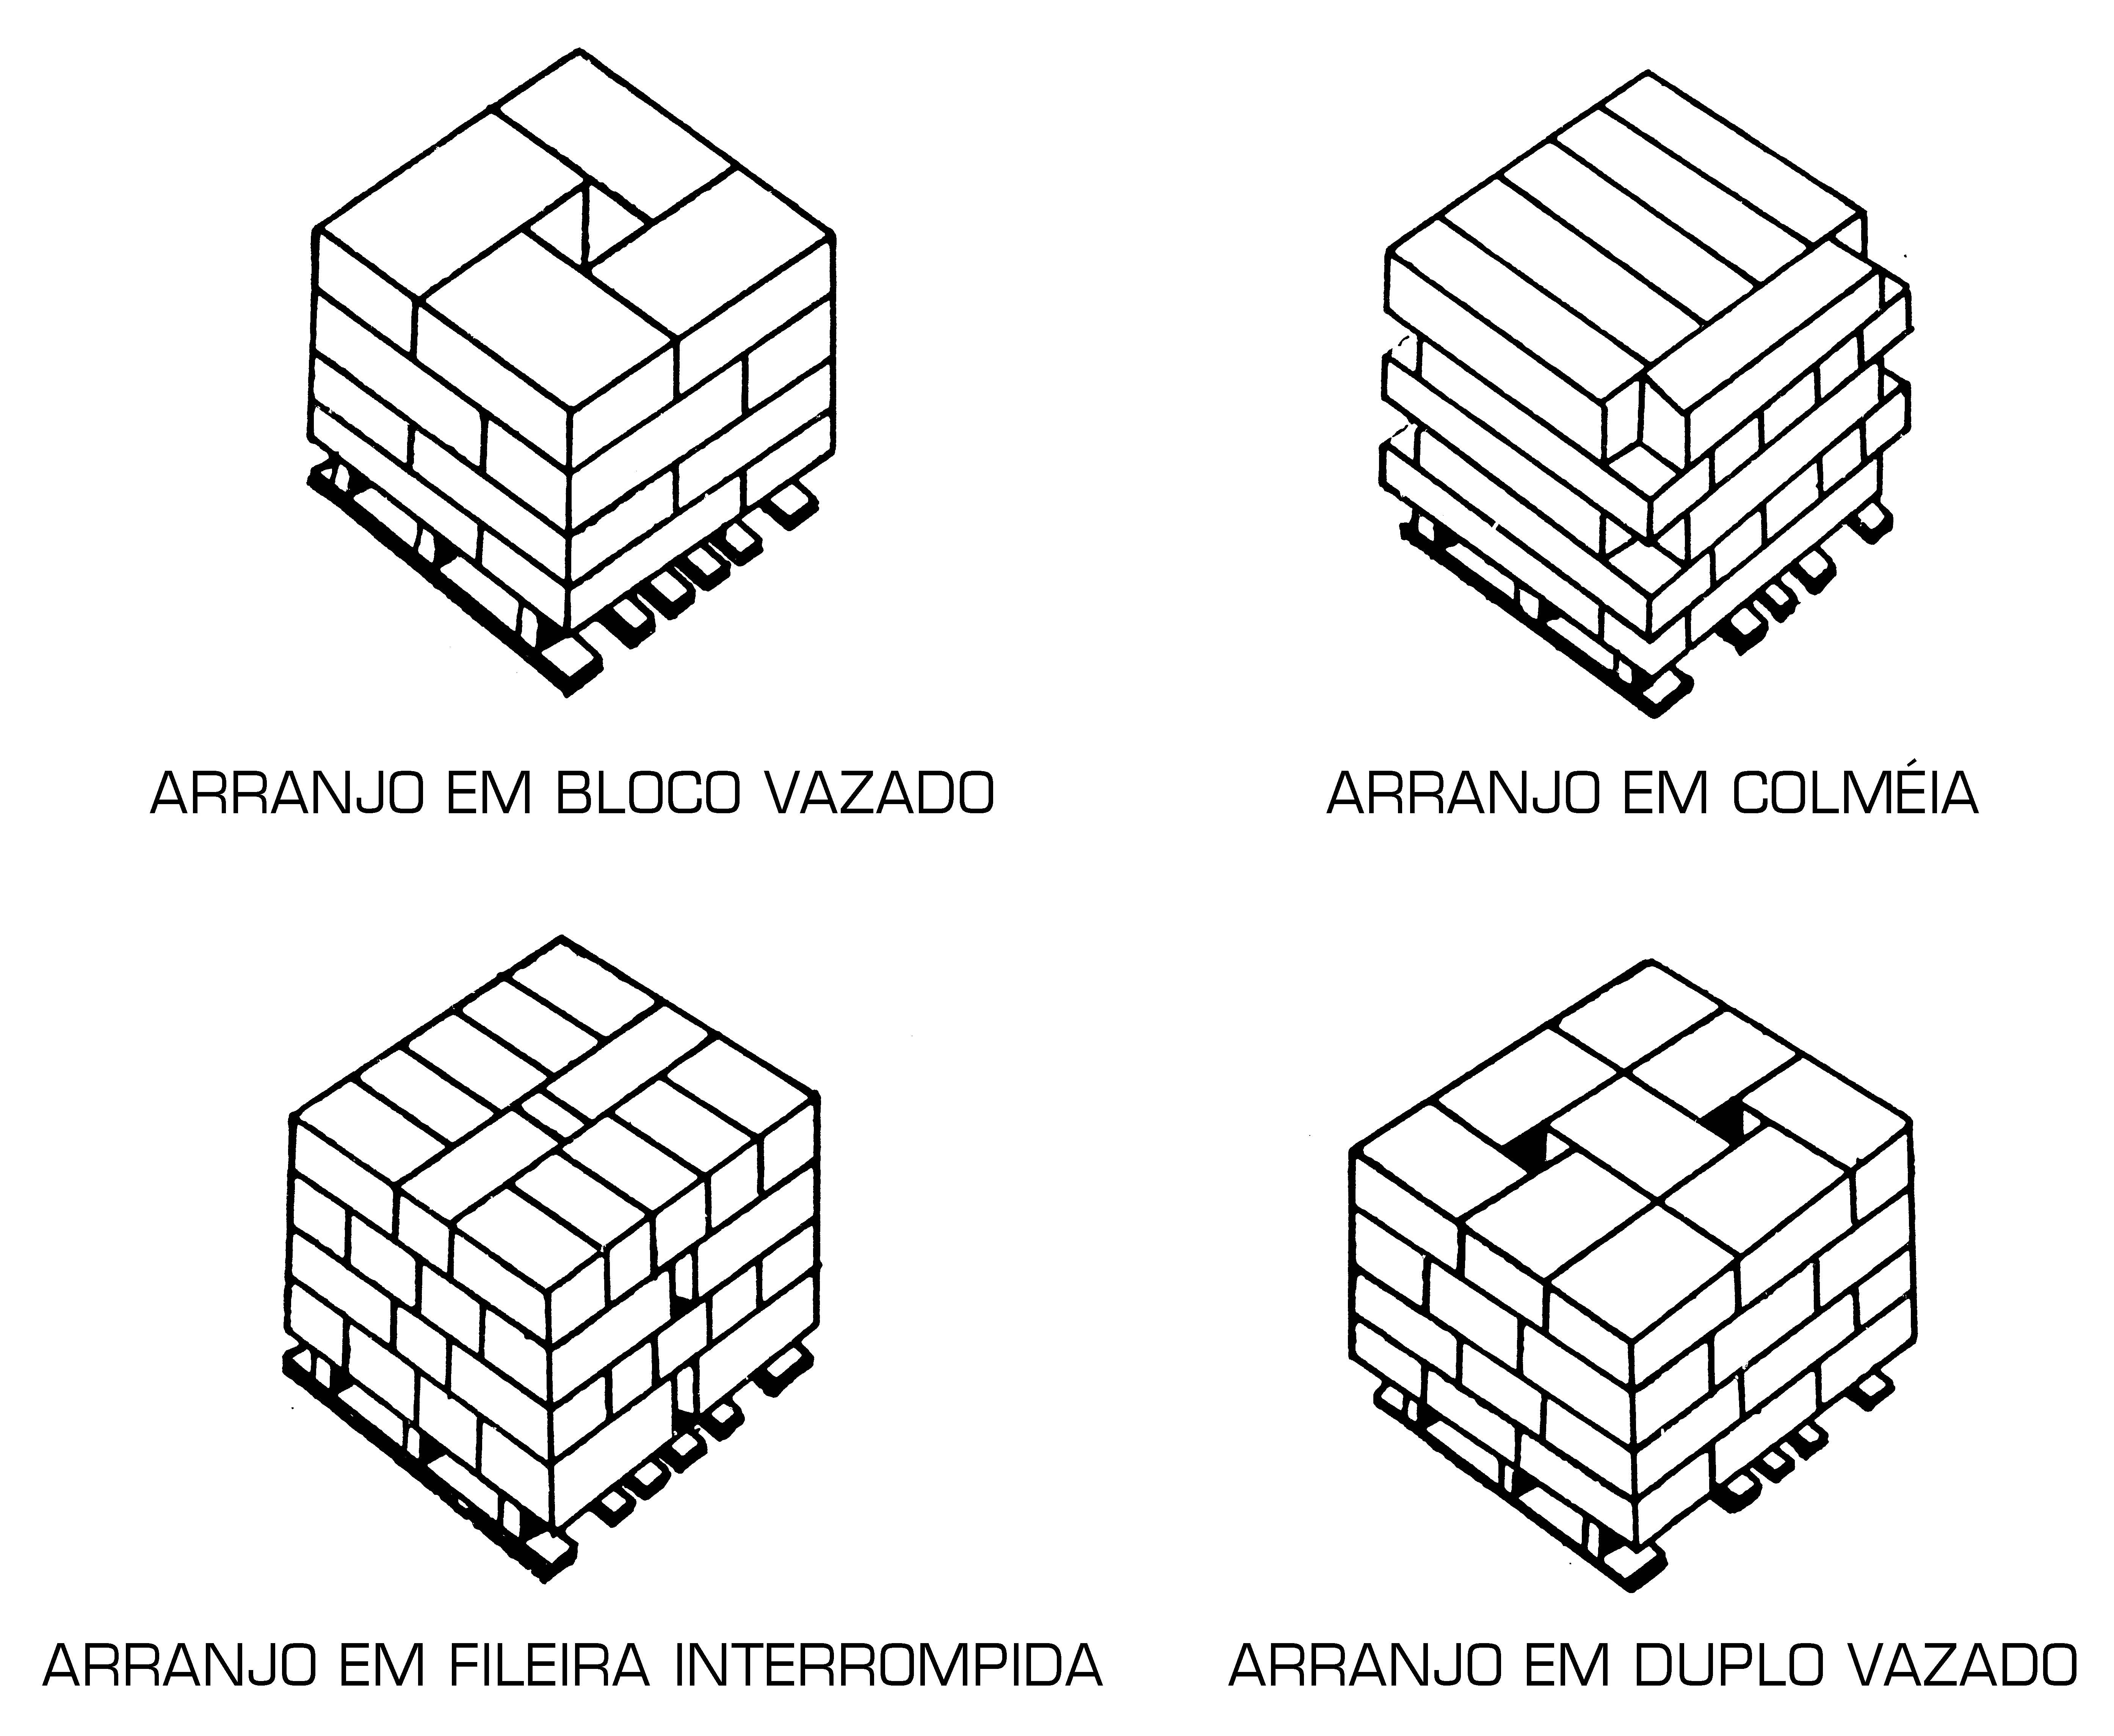 ARRANJO EM BLOCO VAZADO
ARRANJO EM COLMÉIA
ARRANJO EM FILEIRA INTERROMPIDA
ARRANJO EM DUPLO VAZADO